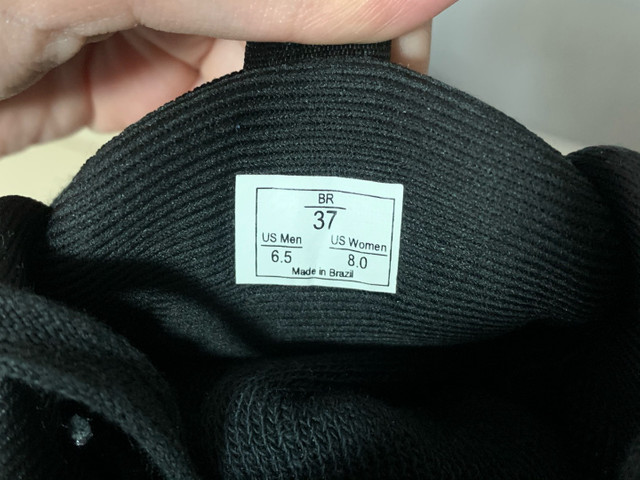 BR
37
US Men US Women
6.5 8.0
Made in Brazil